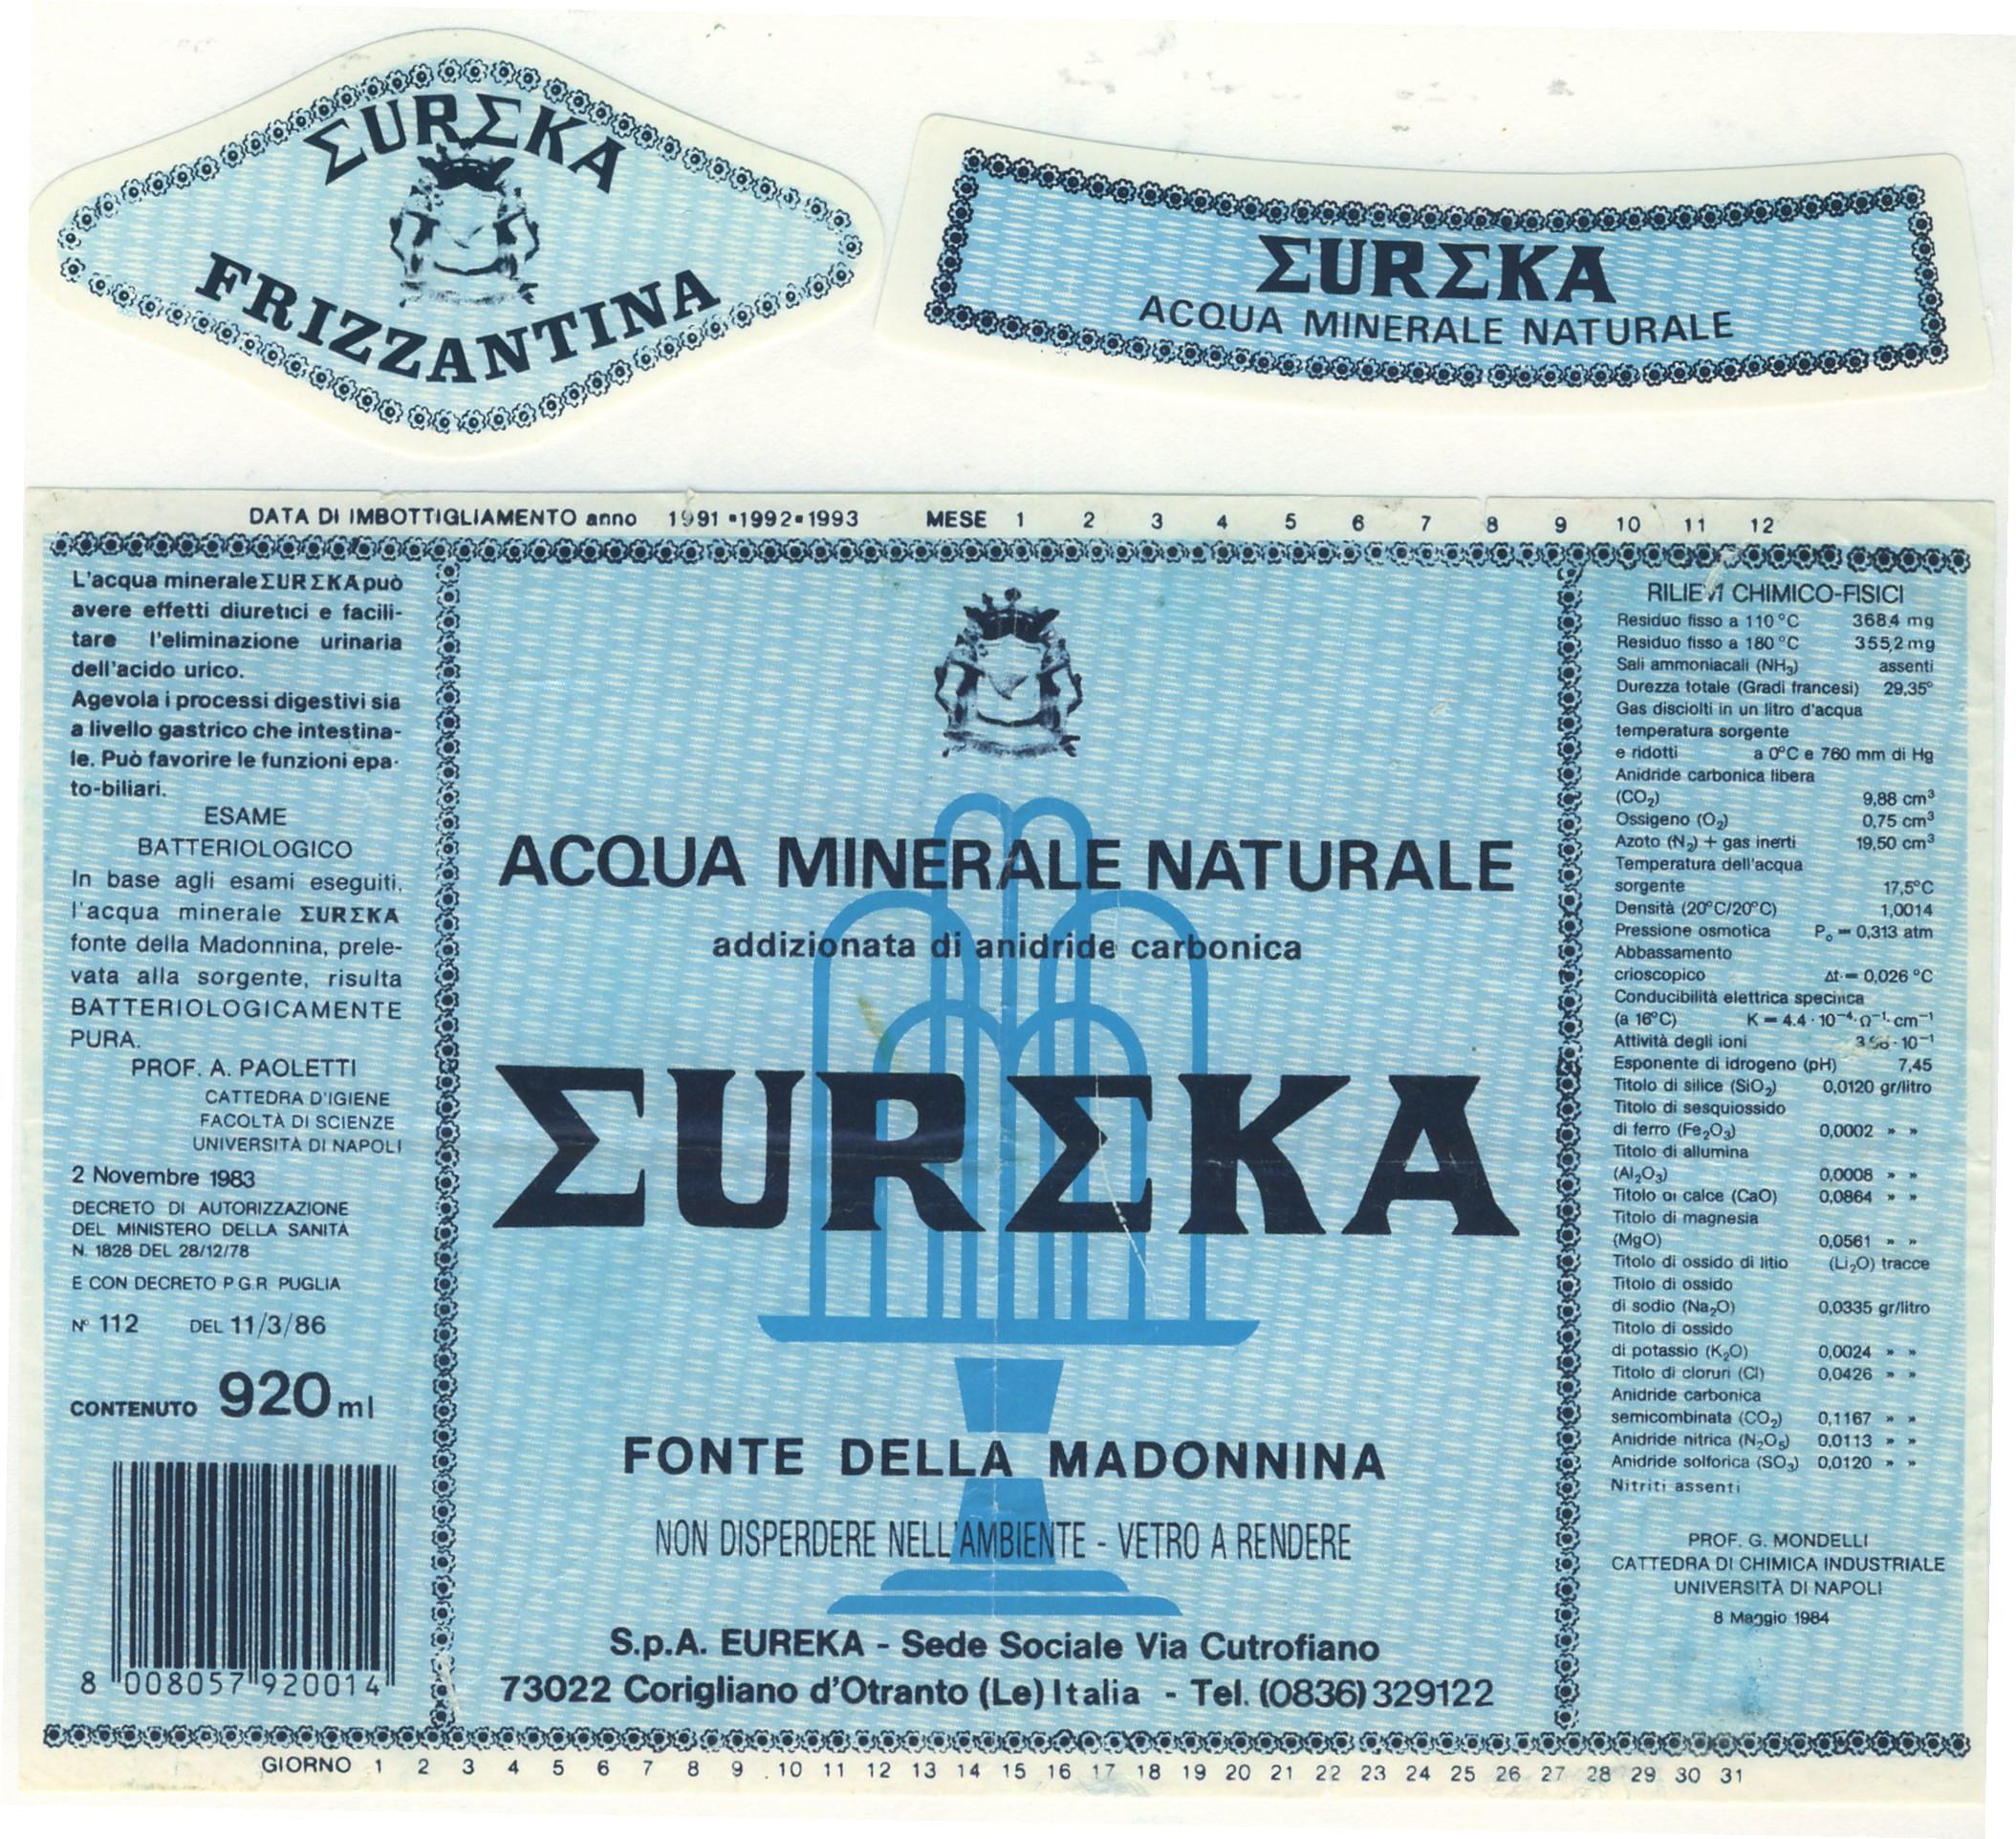 ΣURΣKA
FRIZZANTINA
ΣURΣKA
ACQUA MINERALE NATURALE
DATA DI IMBOTTIGLIAMENTO anno 1991 • 1992 • 1993 MESE 1 2 3 4 5 6 7 8 9 10 11 12
L'acqua minerale ΣURΣKA può
avere effetti diuretici e facili-
tare l'eliminazione urinaria
dell'acido urico.
Agevola i processi digestivi sia
a livello gastrico che intestina-
le. Può favorire le funzioni epa-
to-biliari.
ESAME
BATTERIOLOGICO
In base agli esami eseguiti,
l'acqua minerale ΣURΣKA
fonte della Madonnina, prele-
vata alla sorgente, risulta
BATTERIOLOGICAMENTE
PURA.
PROF. A. PAOLETTI
CATTEDRA D'IGIENE
FACOLTÀ DI SCIENZE
UNIVERSITÀ DI NAPOLI
2 Novembre 1983
DECRETO DI AUTORIZZAZIONE
DEL MINISTERO DELLA SANITÀ
N. 1828 DEL 28/12/78
E CON DECRETO P.G.R. PUGLIA
N° 112 DEL 11/3/86
CONTENUTO 920 ml
8 008057 920014
ACQUA MINERALE NATURALE
addizionata di anidride carbonica
ΣURΣKA
FONTE DELLA MADONNINA
NON DISPERDERE NELL'AMBIENTE - VETRO A RENDERE
S.p.A. EUREKA - Sede Sociale Via Cutrofiano
73022 Corigliano d'Otranto (Le) Italia - Tel. (0836) 329122
RILIEVI CHIMICO-FISICI
Residuo fisso a 110°C 368,4 mg
Residuo fisso a 180°C 355,2 mg
Sali ammoniacali (NH₃) assenti
Durezza totale (Gradi francesi) 29,35°
Gas disciolti in un litro d'acqua
temperatura sorgente
e ridotti a 0°C e 760 mm di Hg
Anidride carbonica libera
(CO₂) 9,88 cm³
Ossigeno (O₂) 0,75 cm³
Azoto (N₂) + gas inerti 19,50 cm³
Temperatura dell'acqua
sorgente 17,5°C
Densità (20°C/20°C) 1,0014
Pressione osmotica P₀ = 0,313 atm
Abbassamento
crioscopico Δt = 0,026 °C
Conducibilità elettrica specifica
(a 16°C) K = 4.4 · 10⁻⁴·Ω⁻¹· cm⁻¹
Attività degli ioni · 10⁻¹
Esponente di idrogeno (pH) 7,45
Titolo di silice (SiO₂) 0,0120 gr/litro
Titolo di sesquiossido
di ferro (Fe₂O₃) 0,0002 » »
Titolo di allumina
(Al₂O₃) 0,0008 » »
Titolo di calce (CaO) 0,0864 » »
Titolo di magnesia
(MgO) 0,0561 » »
Titolo di ossido di litio (Li₂O) tracce
Titolo di ossido
di sodio (Na₂O) 0,0335 gr/litro
Titolo di ossido
di potassio (K₂O) 0,0024 » »
Titolo di cloruri (Cl) 0,0426 » »
Anidride carbonica
semicombinata (CO₂) 0,1167 » »
Anidride nitrica (N₂O₅) 0.0113 » »
Anidride solforica (SO₃) 0,0120 » »
Nitriti assenti
PROF. G. MONDELLI
CATTEDRA DI CHIMICA INDUSTRIALE
UNIVERSITÀ DI NAPOLI
8 Maggio 1984
GIORNO 1 2 3 4 5 6 7 8 9 10 11 12 13 14 15 16 17 18 19 20 21 22 23 24 25 26 27 28 29 30 31